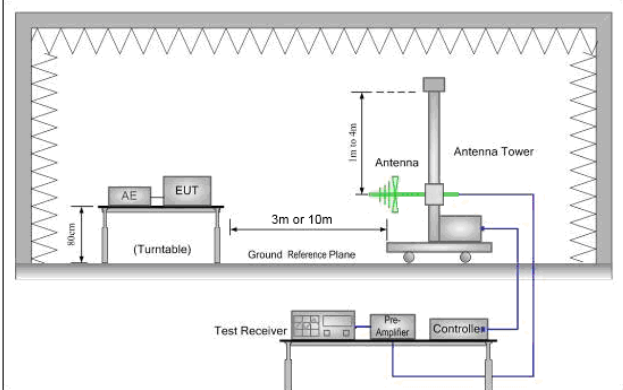 1m to 4m
Antenna
Antenna Tower
AE
EUT
80cm
3m or 10m
(Turntable)
Ground Reference Plane
Test Receiver
Pre-
Amplifier
Controlle